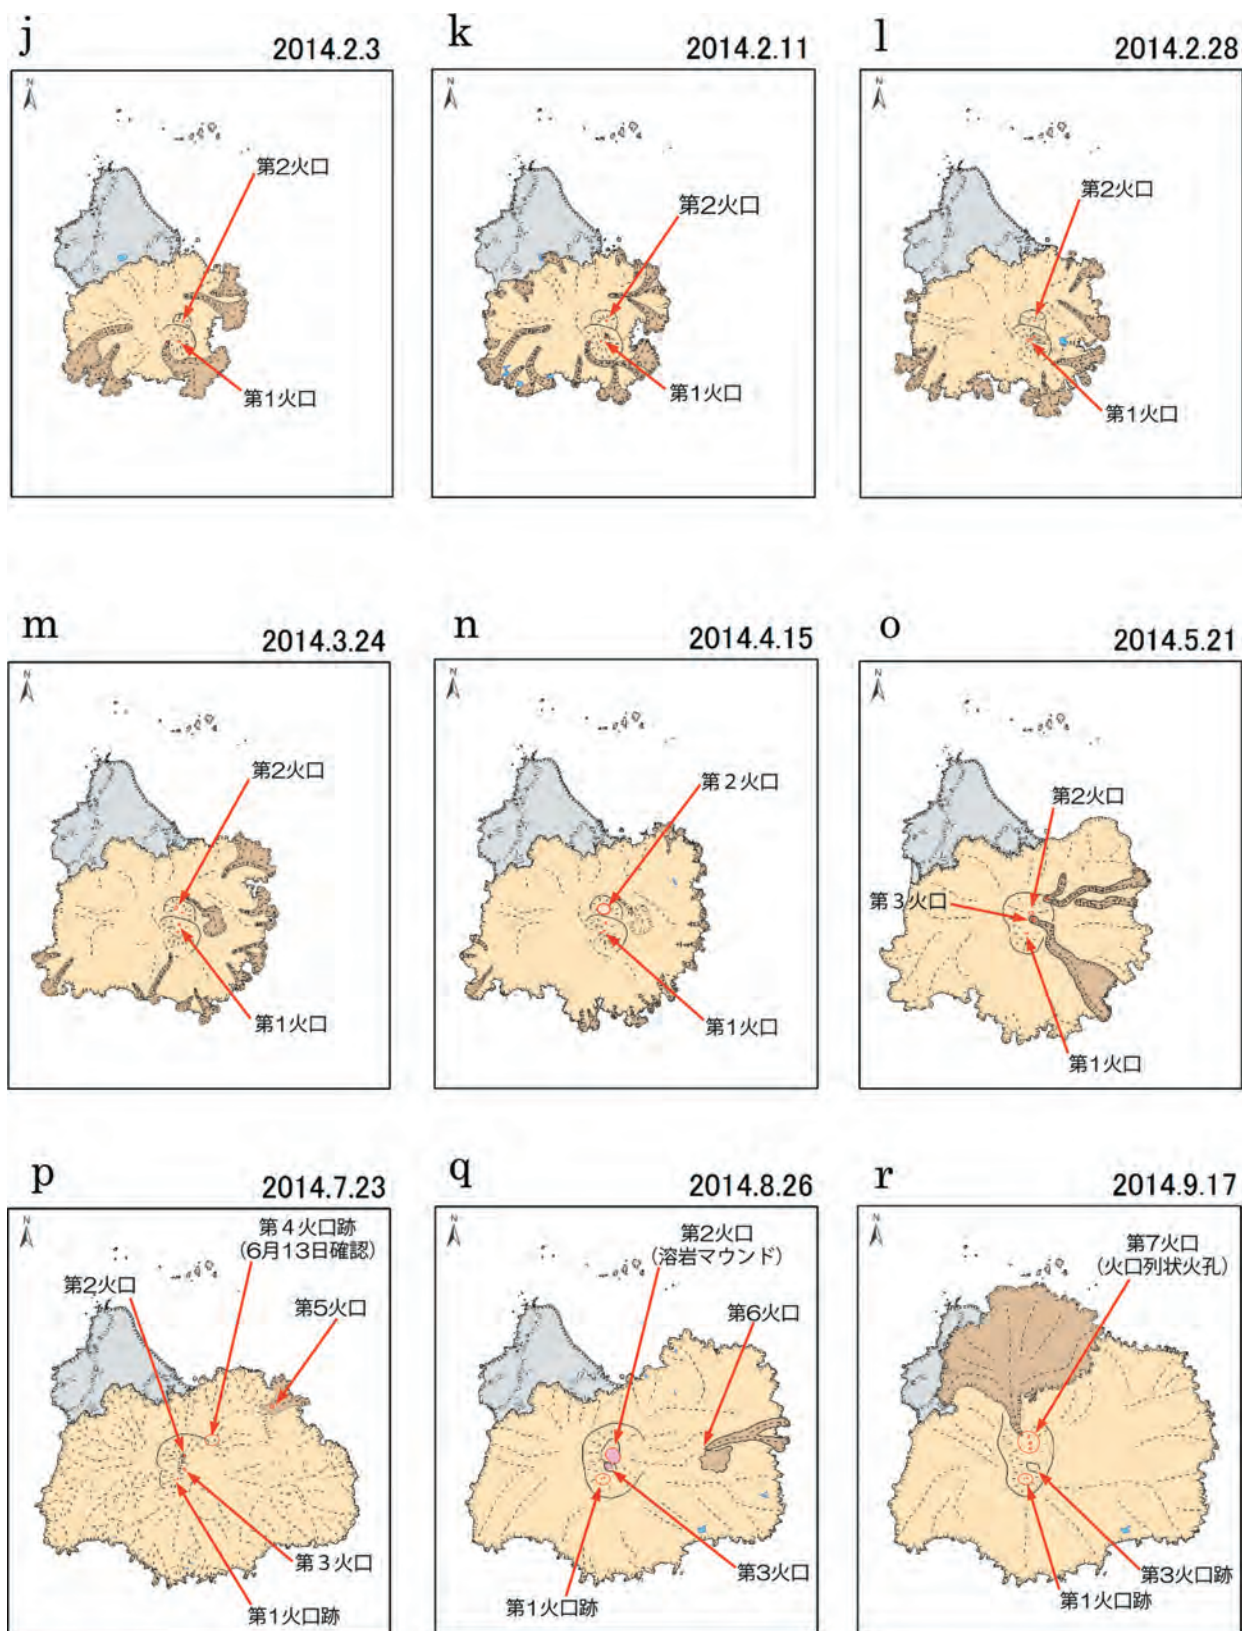 j
2014.2.3
N
第2火口
第1火口
k
2014.2.11
N
第2火口
第1火口
l
2014.2.28
N
第2火口
第1火口
m
2014.3.24
N
第2火口
第1火口
n
2014.4.15
N
第２火口
第1火口
o
2014.5.21
N
第2火口
第３火口
第1火口
p
2014.7.23
N
第４火口跡
(6月13日確認)
第2火口
第5火口
第３火口
第1火口跡
q
2014.8.26
N
第2火口
(溶岩マウンド)
第6火口
第3火口
第1火口跡
r
2014.9.17
N
第7火口
(火口列状火孔)
第3火口跡
第1火口跡